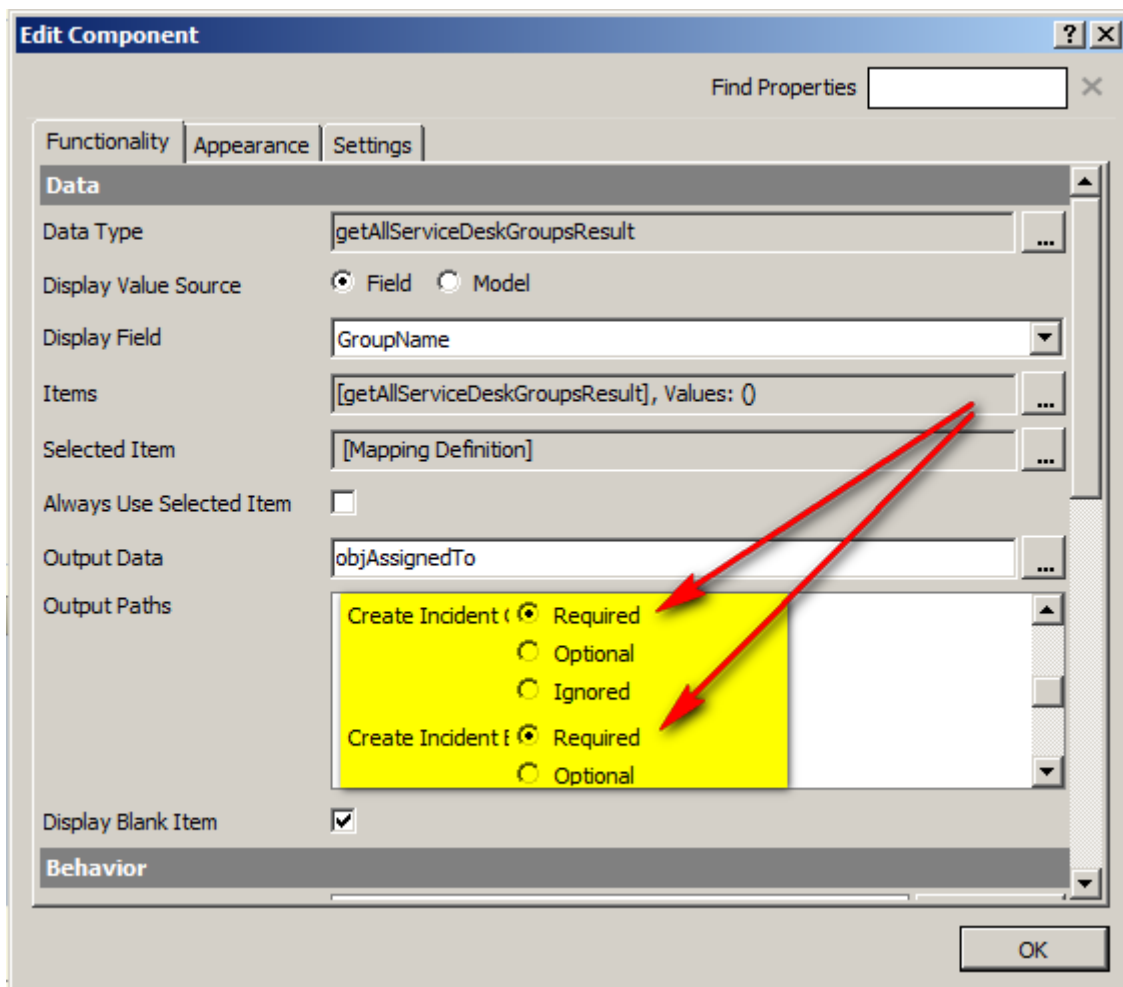 Edit Component
Find Properties
Functionality Appearance Settings
Data
Data Type getAllServiceDeskGroupsResult ...
Display Value Source Field Model
Display Field GroupName
Items [getAllServiceDeskGroupsResult], Values: () ...
Selected Item [Mapping Definition] ...
Always Use Selected Item
Output Data objAssignedTo ...
Output Paths Create Incident Required
Optional
Ignored
Create Incident Required
Optional
Display Blank Item
Behavior
OK